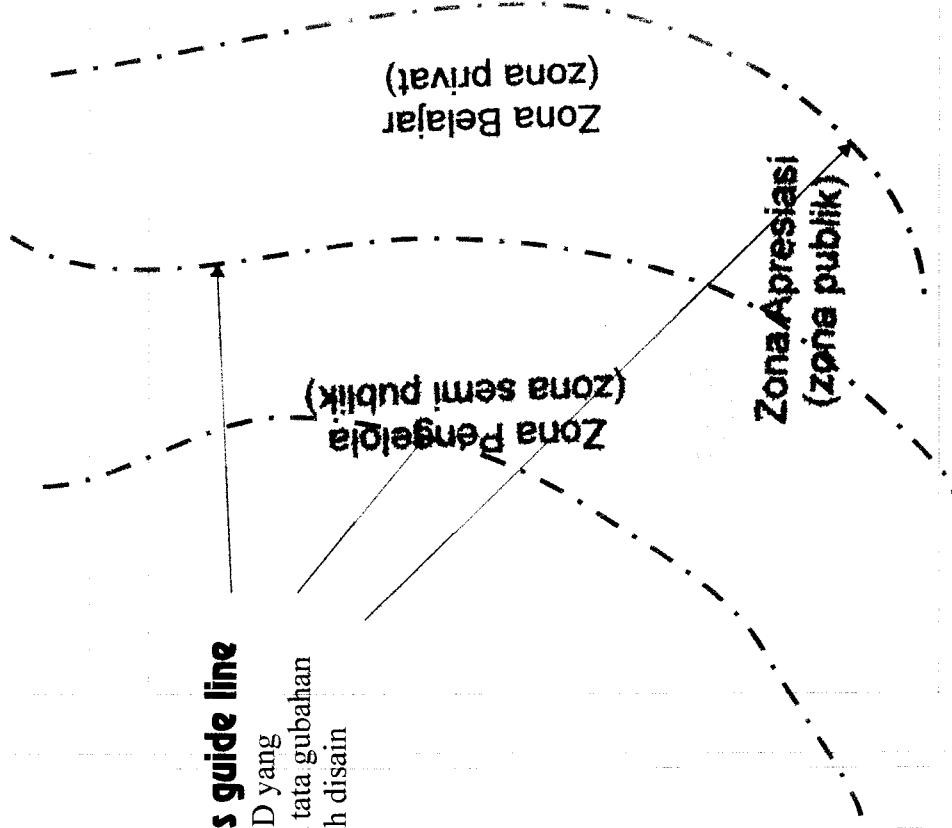 Zona Belajar
(zona privat)
Zona Pengelola
(zona semi publik)
Zona Apresiasi
(zona publik)
s guide line
D yang
tata gubahan
h disain